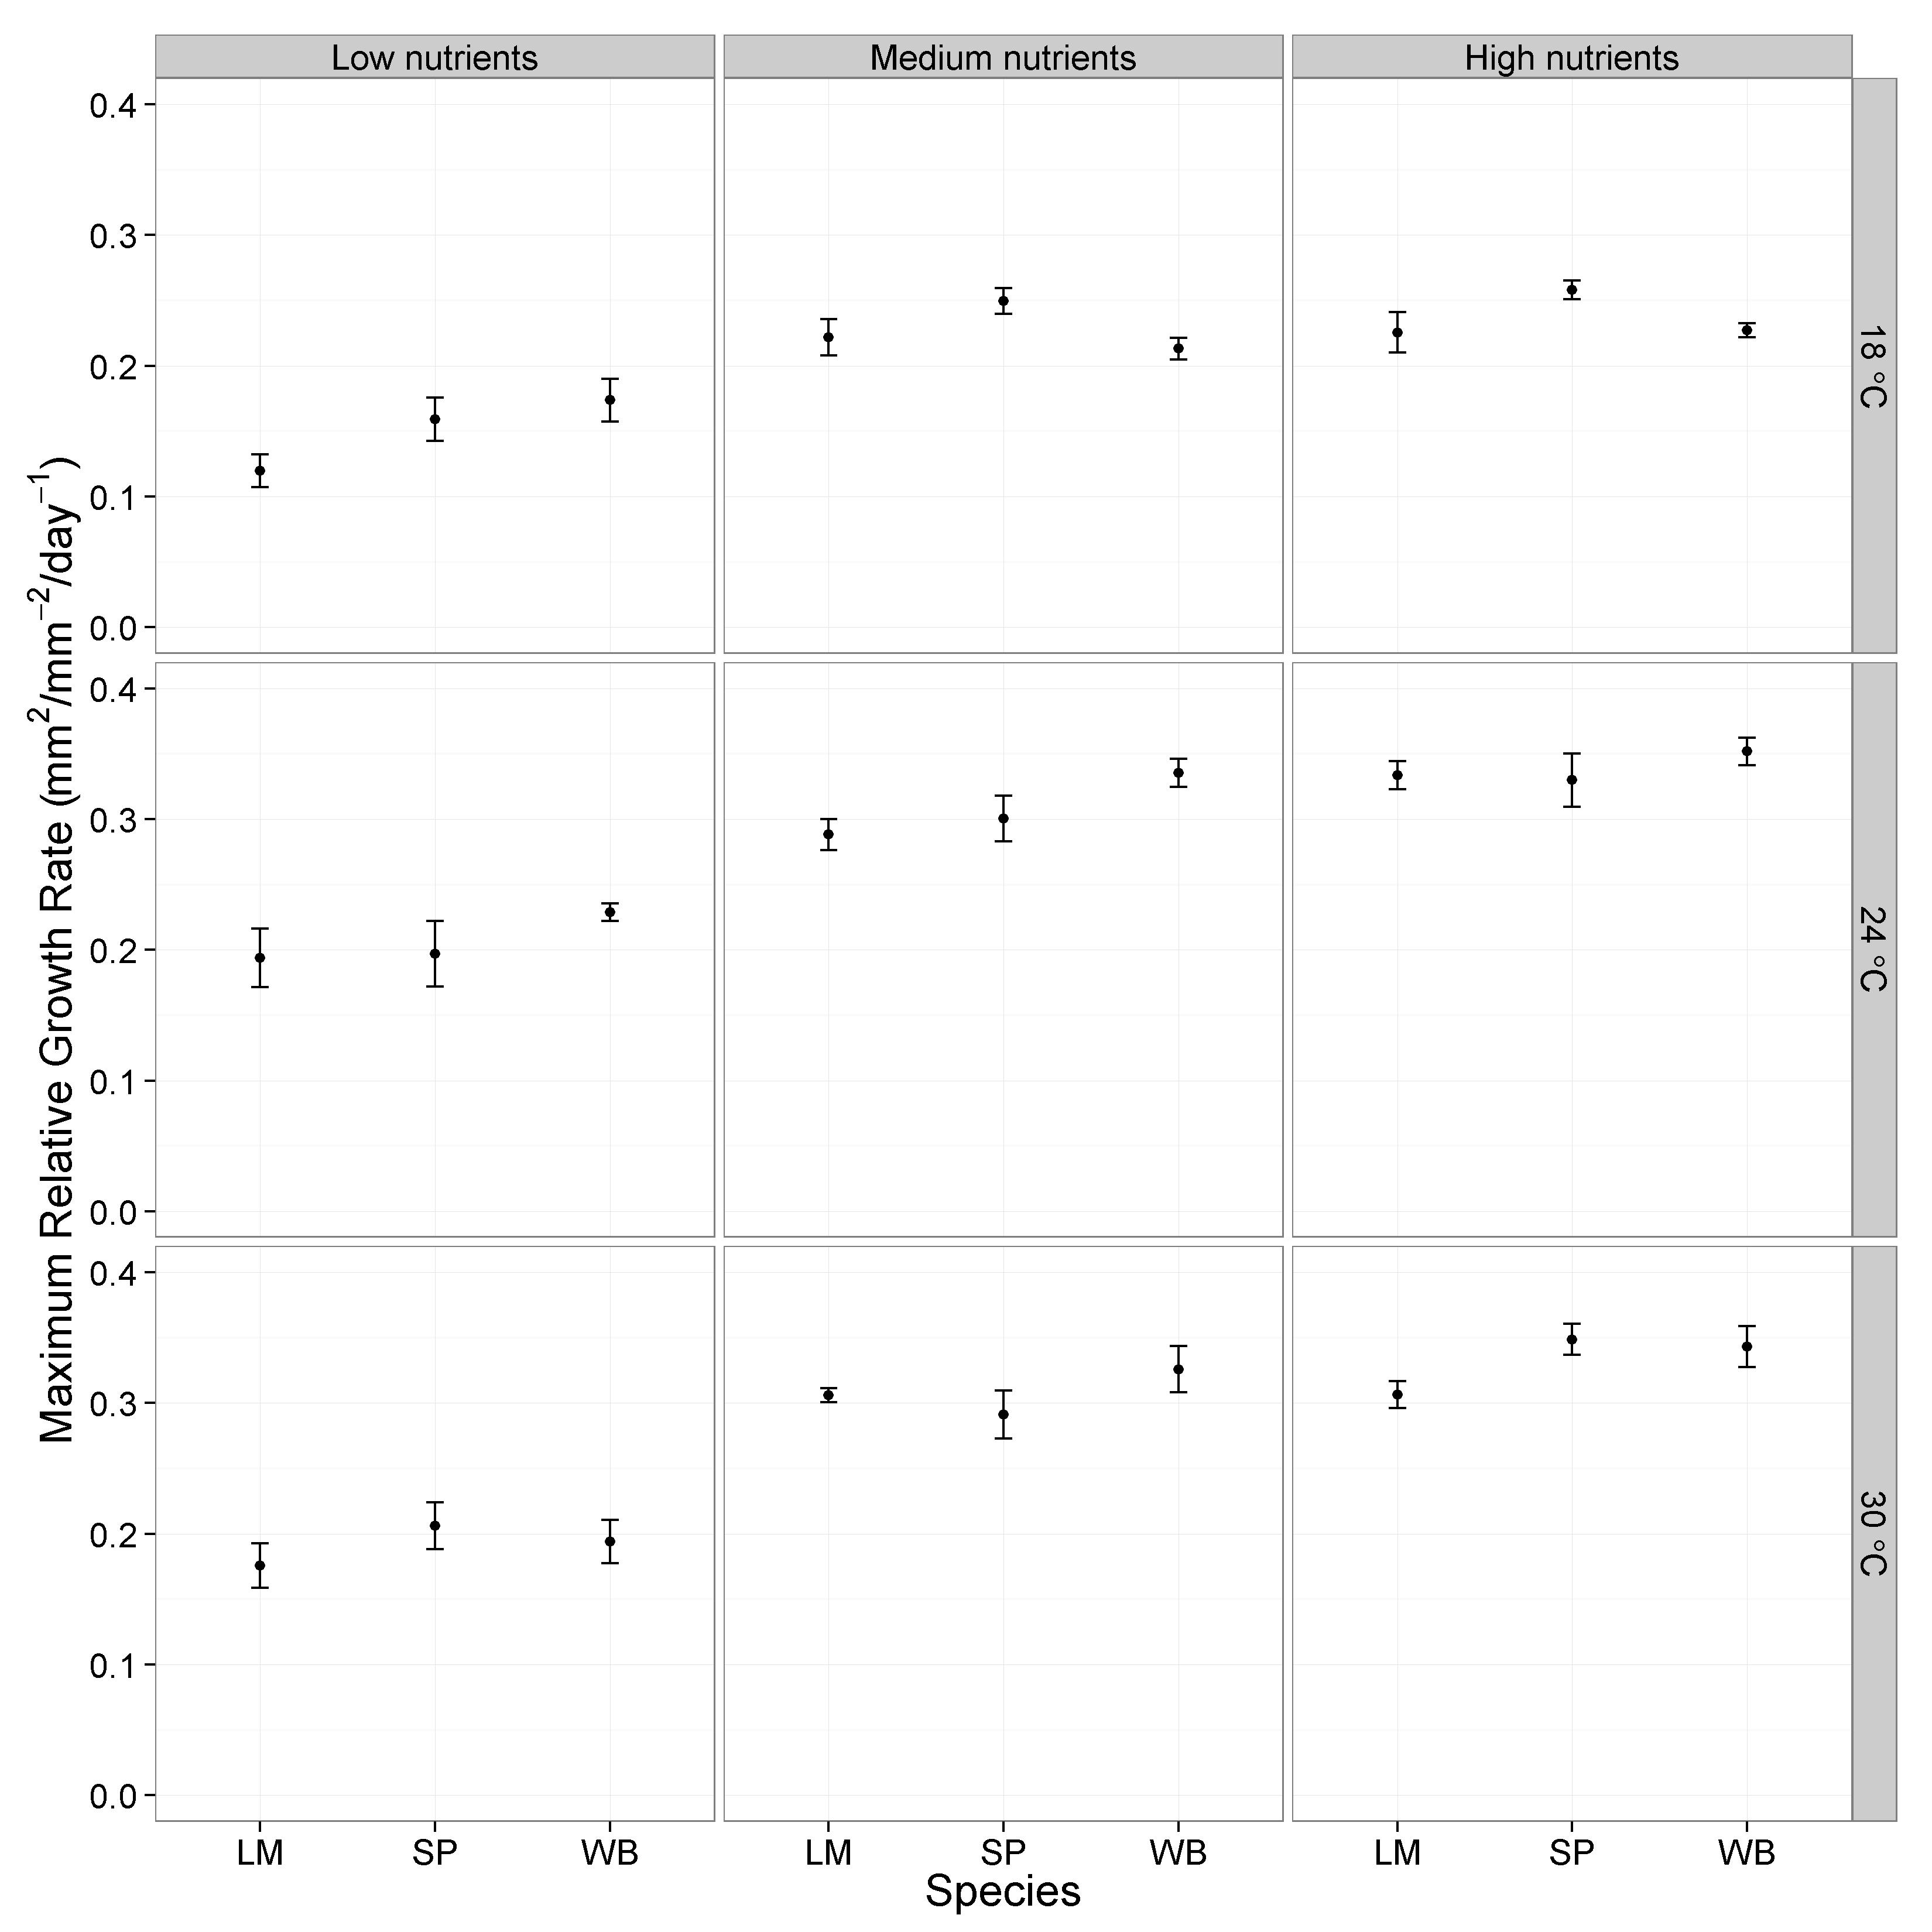 Low nutrients Medium nutrients High nutrients
Maximum Relative Growth Rate (mm²/mm⁻²/day⁻¹)
0.4
0.3
0.2
0.1
0.0
18 °C
0.4
0.3
0.2
0.1
0.0
24 °C
0.4
0.3
0.2
0.1
0.0
30 °C
LM SP WB LM SP WB LM SP WB
Species